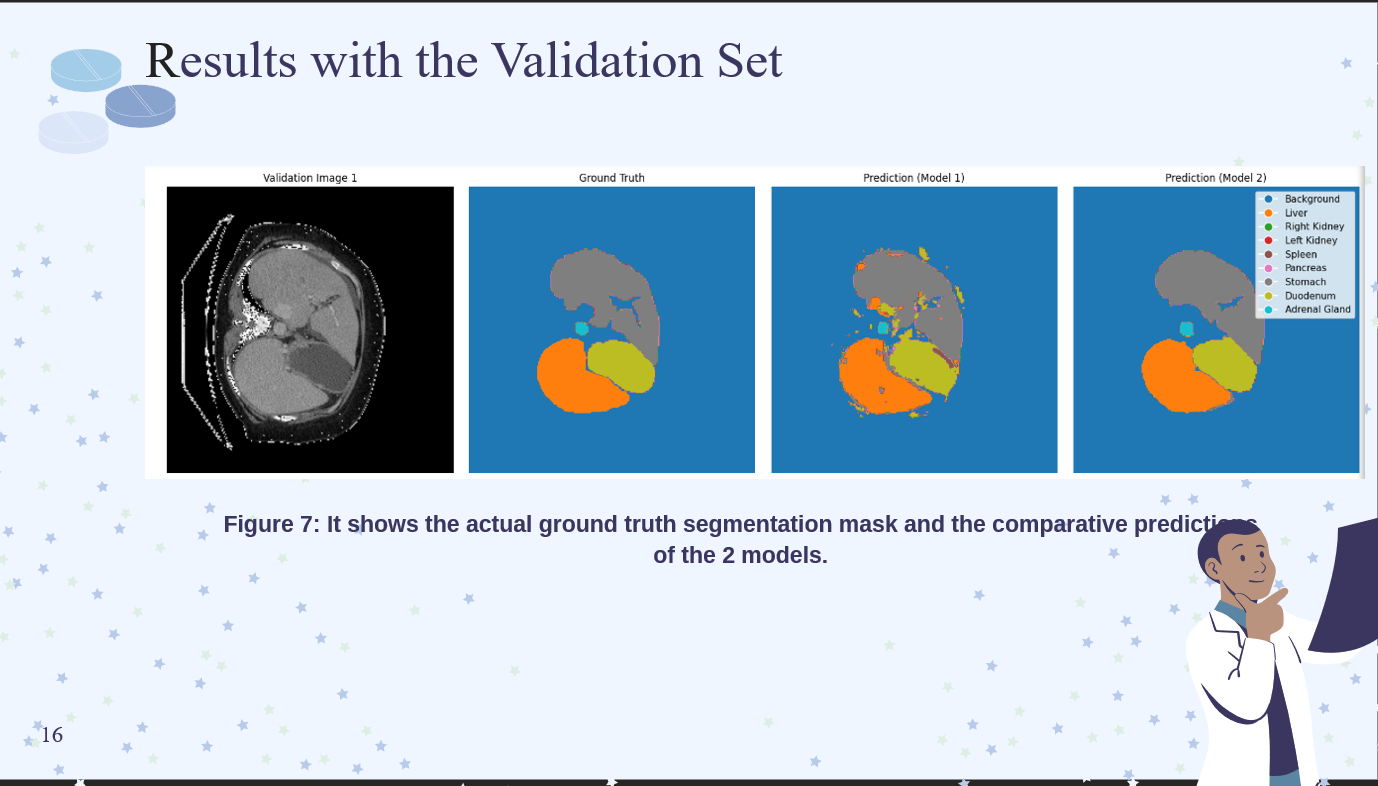 Results with the Validation Set
Validation Image 1
Ground Truth
Prediction (Model 1)
Prediction (Model 2)
Background
Liver
Right Kidney
Left Kidney
Spleen
Pancreas
Stomach
Duodenum
Adrenal Gland
Figure 7: It shows the actual ground truth segmentation mask and the comparative predictions
of the 2 models.
16